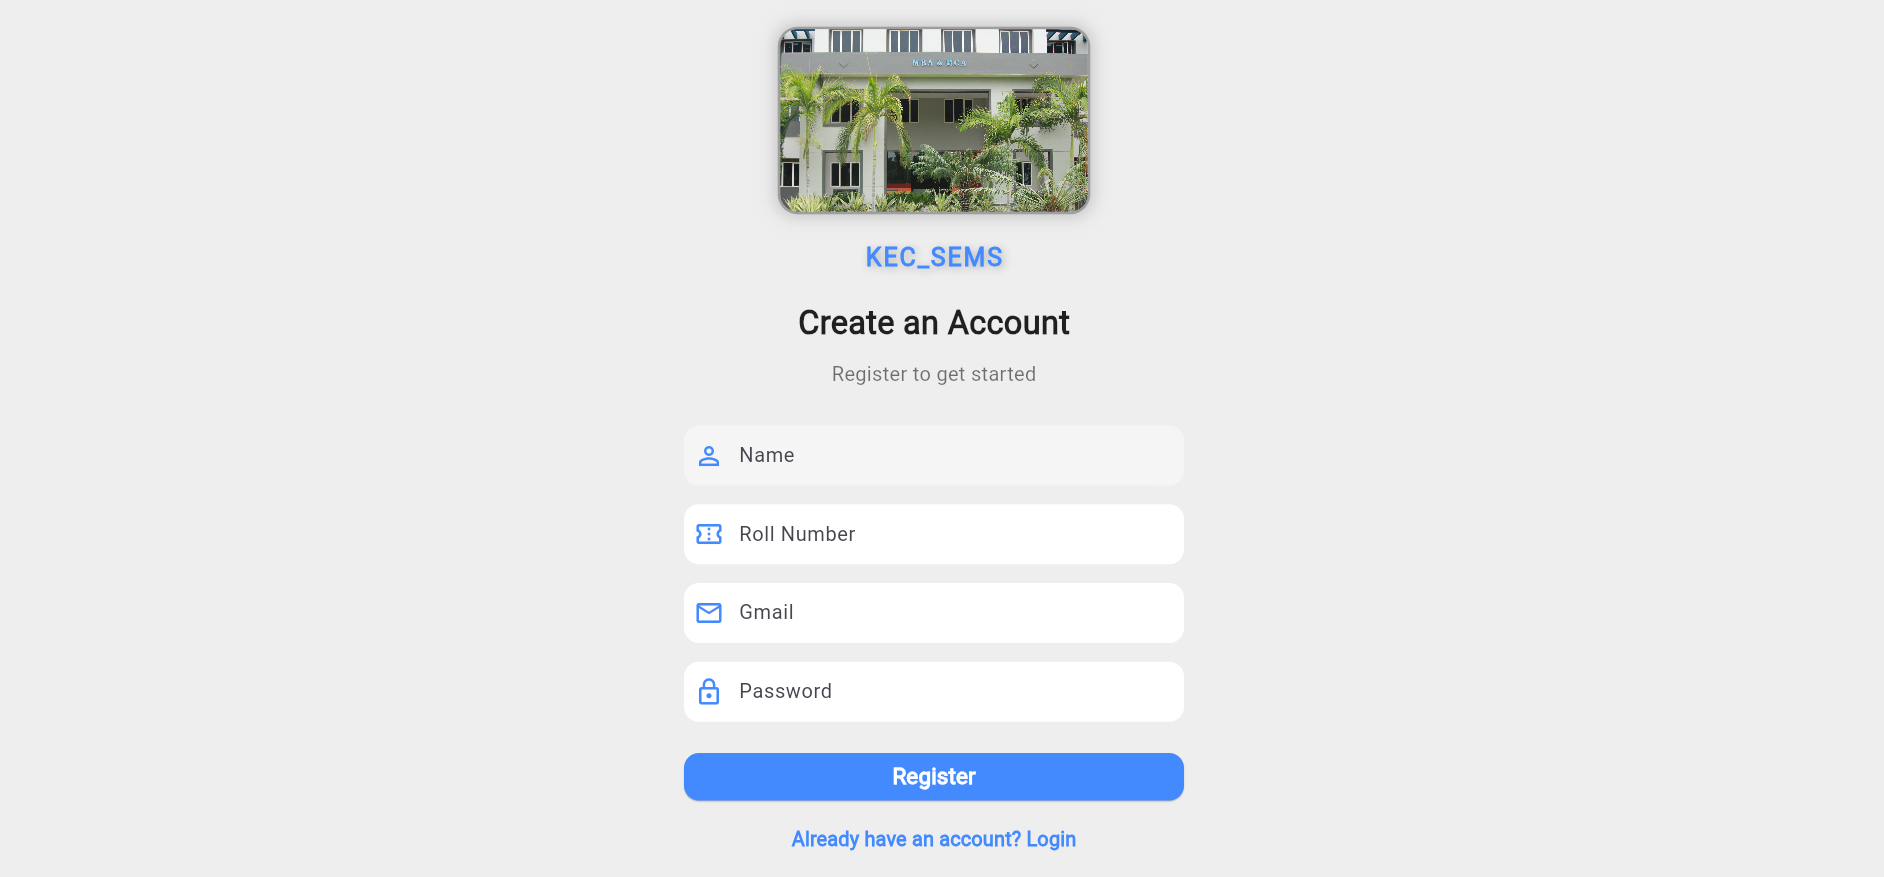 MBA & MCA
KEC_SEMS
Create an Account
Register to get started
Name
Roll Number
Gmail
Password
Register
Already have an account? Login